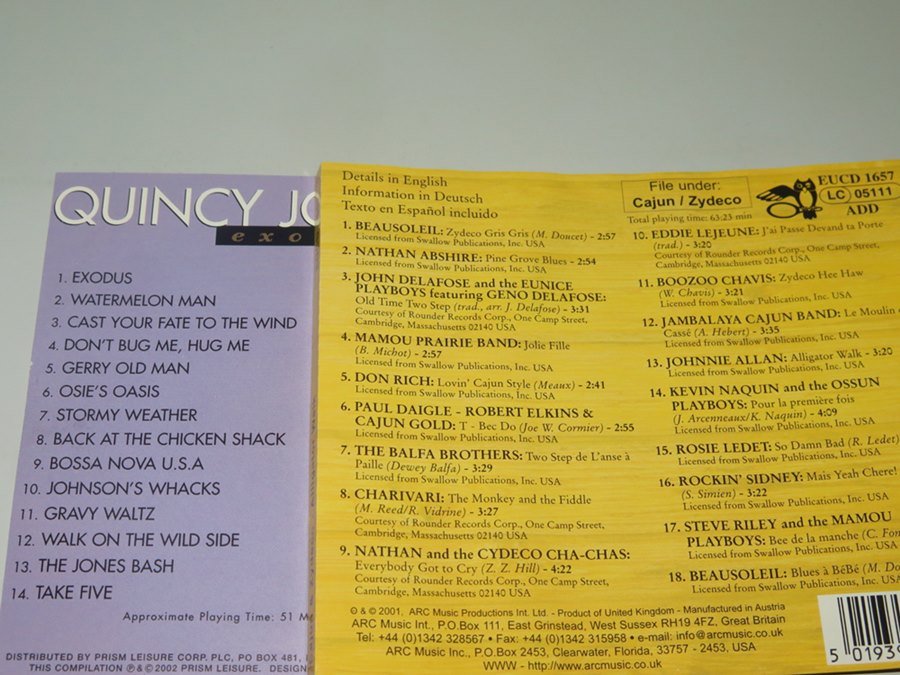 QUINCY JO
exo
1. EXODUS
2. WATERMELON MAN
3. CAST YOUR FATE TO THE WIND
4. DON'T BUG ME, HUG ME
5. GERRY OLD MAN
6. OSIE'S OASIS
7. STORMY WEATHER
8. BACK AT THE CHICKEN SHACK
9. BOSSA NOVA U.S.A
10. JOHNSON'S WHACKS
11. GRAVY WALTZ
12. WALK ON THE WILD SIDE
13. THE JONES BASH
14. TAKE FIVE
Approximate Playing Time: 51 M
DISTRIBUTED BY PRISM LEISURE CORP. PLC, PO BOX 481,
THIS COMPILATION ℗ & © 2002 PRISM LEISURE. DESIGN
Details in English
Information in Deutsch
Texto en Español incluido
1. BEAUSOLEIL: Zydeco Gris Gris (M. Doucet) - 2:57
Licensed from Swallow Publications, Inc. USA
2. NATHAN ABSHIRE: Pine Grove Blues - 2:54
Licensed from Swallow Publications, Inc. USA
3. JOHN DELAFOSE and the EUNICE
PLAYBOYS featuring GENO DELAFOSE:
Old Time Two Step (trad., arr. J. Delafose) - 3:31
Courtesy of Rounder Records Corp., One Camp Street,
Cambridge, Massachusetts 02140 USA
4. MAMOU PRAIRIE BAND: Jolie Fille
(B. Michot) - 2:57
Licensed from Swallow Publications, Inc. USA
5. DON RICH: Lovin' Cajun Style (Meaux) - 2:41
Licensed from Swallow Publications, Inc. USA
6. PAUL DAIGLE - ROBERT ELKINS &
CAJUN GOLD: T - Bec Do (Joe W. Cormier) - 2:55
Licensed from Swallow Publications, Inc. USA
7. THE BALFA BROTHERS: Two Step de L'anse à
Paille (Dewey Balfa) - 3:29
Licensed from Swallow Publications, Inc. USA
8. CHARIVARI: The Monkey and the Fiddle
(M. Reed/R. Vidrine) - 3:27
Courtesy of Rounder Records Corp., One Camp Street,
Cambridge, Massachusetts 02140 USA
9. NATHAN and the CYDECO CHA-CHAS:
Everybody Got to Cry (Z. Z. Hill) - 4:22
Courtesy of Rounder Records Corp., One Camp Street,
Cambridge, Massachusetts 02140 USA
File under:
Cajun / Zydeco
Total playing time: 63:23 min
EUCD 1657
LC 05111
ADD
10. EDDIE LEJEUNE: J'ai Passe Devand ta Porte
(trad.) - 3:20
Courtesy of Rounder Records Corp., One Camp Street,
Cambridge, Massachusetts 02140 USA
11. BOOZOO CHAVIS: Zydeco Hee Haw
(W. Chavis) - 3:21
Licensed from Swallow Publications, Inc. USA
12. JAMBALAYA CAJUN BAND: Le Moulin
Cassé (A. Hebert) - 3:35
Licensed from Swallow Publications, Inc. USA
13. JOHNNIE ALLAN: Alligator Walk - 3:20
Licensed from Swallow Publications, Inc. USA
14. KEVIN NAQUIN and the OSSUN
PLAYBOYS: Pour la première fois
(J. Arcenneaux/K. Naquin) - 4:09
Licensed from Swallow Publications, Inc. USA
15. ROSIE LEDET: So Damn Bad (R. Ledet)
Licensed from Swallow Publications, Inc. USA
16. ROCKIN' SIDNEY: Mais Yeah Chere!
(S. Simien) - 3:22
Licensed from Swallow Publications, Inc. USA
17. STEVE RILEY and the MAMOU
PLAYBOYS: Bee de la manche (C. Fon
Licensed from Swallow Publications, Inc. USA
18. BEAUSOLEIL: Blues à BéBé (M. Do
Licensed from Swallow Publications, Inc. USA
℗ & © 2001. ARC Music Productions Int. Ltd. - Product of United Kingdom - Manufactured in Austria
ARC Music Int., P.O.Box 111, East Grinstead, West Sussex RH19 4FZ, Great Britain
Tel: +44 (0)1342 328567 • Fax: +44 (0)1342 315958 • e-mail: info@arcmusic.co.uk
ARC Music Inc., P.O. Box 2453, Clearwater, Florida, 33757 - 2453, USA
WWW - http://www.arcmusic.co.uk
5 01939